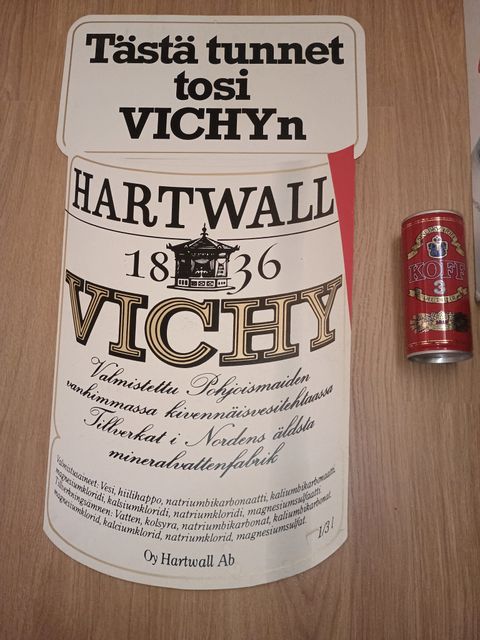 Tästä tunnet
tosi
VICHYn
HARTWALL
1836
VICHY
Valmistettu Pohjoismaiden
vanhimmassa kivennäisvesitehtaassa
Tillverkat i Nordens äldsta
mineralvattenfabrik
Valmistusaineet: Vesi, hiilihappo, natriumbikarbonaatti, kaliumbikarbonaatti,
magnesiumkloridi, kalsiumkloridi, natriumkloridi, magnesiumsulfaatti.
Tillverkningsämnen: Vatten, kolsyra, natriumbikarbonat, kaliumbikarbonat,
magnesiumklorid, kalciumklorid, natriumklorid, magnesiumsulfat.
1/3 l
Oy Hartwall Ab
KOFF
3